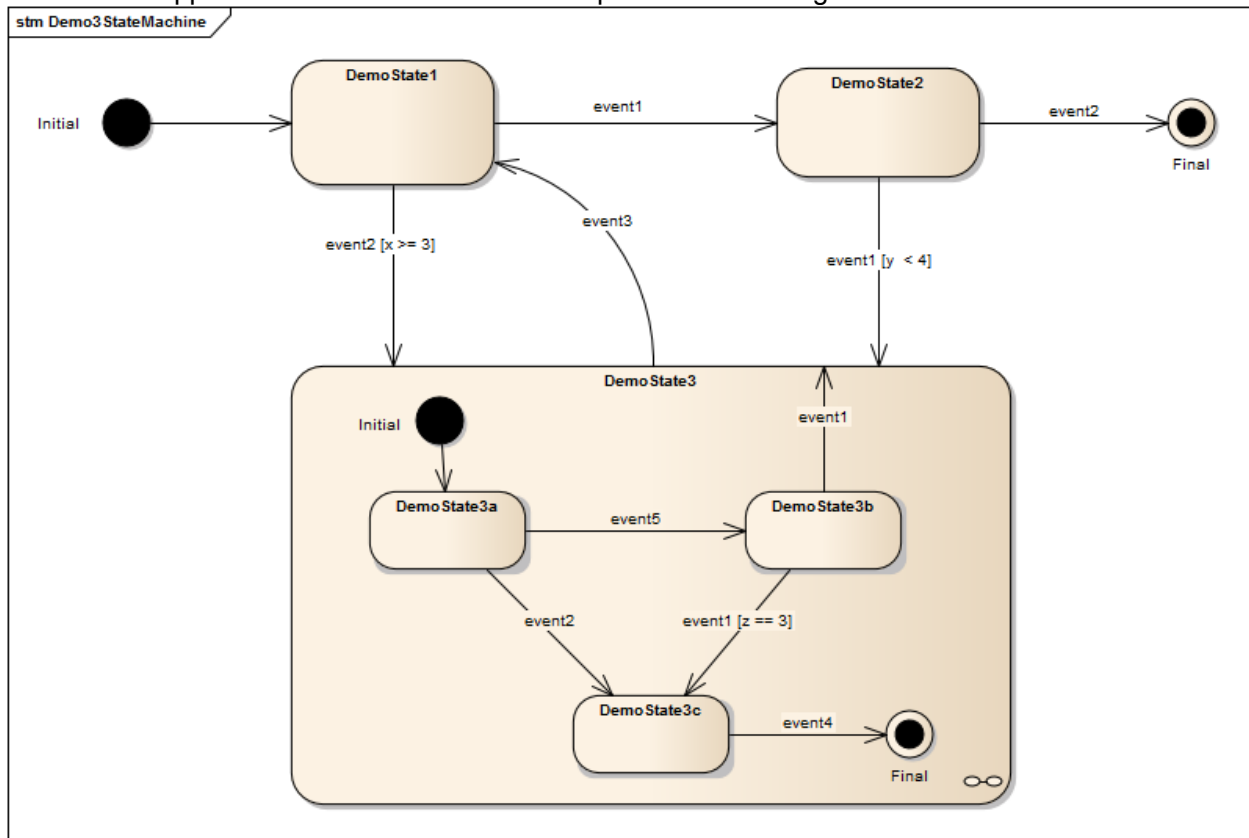 stm Demo3StateMachine
DemoState1
DemoState2
Initial
event1
event2
Final
event3
event2 [x >= 3]
event1 [y < 4]
DemoState3
Initial
event1
DemoState3a
DemoState3b
event5
event2
event1 [z == 3]
DemoState3c
event4
Final